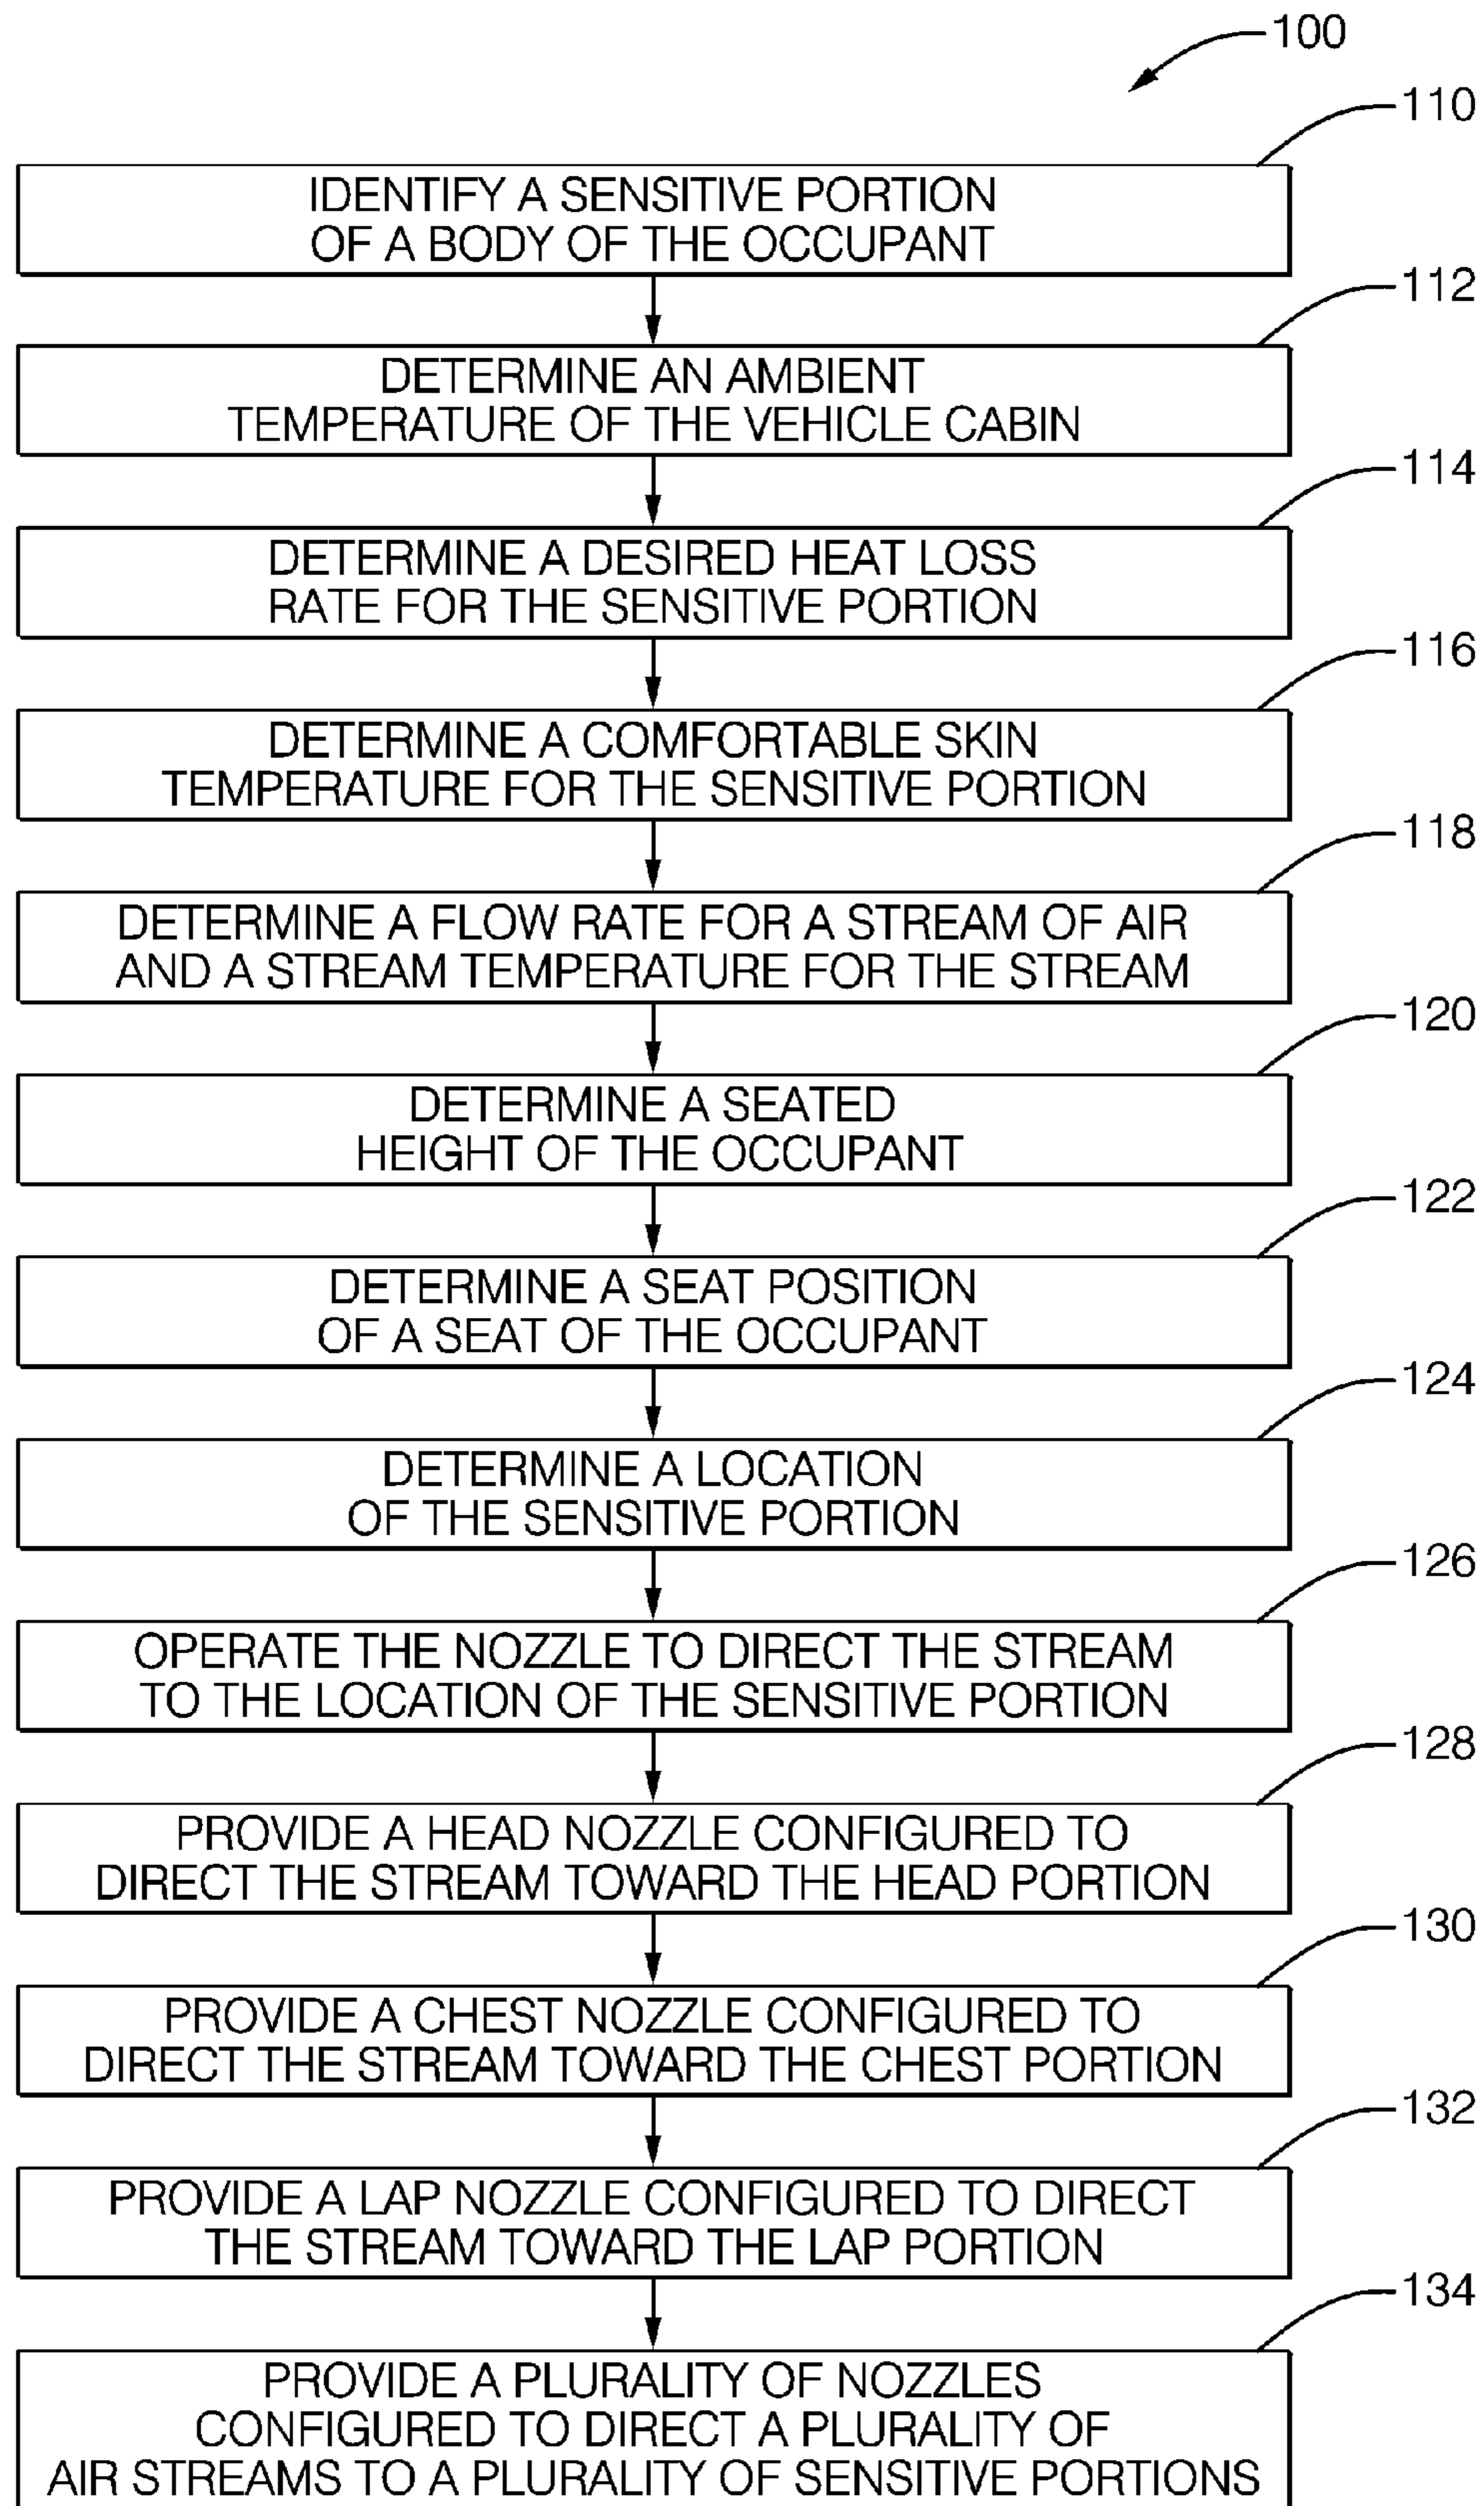 100
110
IDENTIFY A SENSITIVE PORTION
OF A BODY OF THE OCCUPANT
112
DETERMINE AN AMBIENT
TEMPERATURE OF THE VEHICLE CABIN
114
DETERMINE A DESIRED HEAT LOSS
RATE FOR THE SENSITIVE PORTION
116
DETERMINE A COMFORTABLE SKIN
TEMPERATURE FOR THE SENSITIVE PORTION
118
DETERMINE A FLOW RATE FOR A STREAM OF AIR
AND A STREAM TEMPERATURE FOR THE STREAM
120
DETERMINE A SEATED
HEIGHT OF THE OCCUPANT
122
DETERMINE A SEAT POSITION
OF A SEAT OF THE OCCUPANT
124
DETERMINE A LOCATION
OF THE SENSITIVE PORTION
126
OPERATE THE NOZZLE TO DIRECT THE STREAM
TO THE LOCATION OF THE SENSITIVE PORTION
128
PROVIDE A HEAD NOZZLE CONFIGURED TO
DIRECT THE STREAM TOWARD THE HEAD PORTION
130
PROVIDE A CHEST NOZZLE CONFIGURED TO
DIRECT THE STREAM TOWARD THE CHEST PORTION
132
PROVIDE A LAP NOZZLE CONFIGURED TO DIRECT
THE STREAM TOWARD THE LAP PORTION
134
PROVIDE A PLURALITY OF NOZZLES
CONFIGURED TO DIRECT A PLURALITY OF
AIR STREAMS TO A PLURALITY OF SENSITIVE PORTIONS